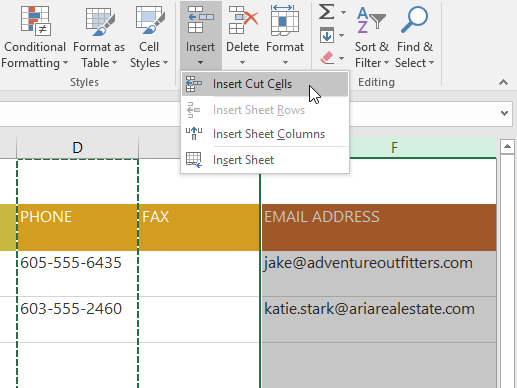 Conditional Format as Cell Insert Delete Format Sort & Find &
Formatting Table Styles Filter Select
Styles Editing
Insert Cut Cells
Insert Sheet Rows
Insert Sheet Columns
Insert Sheet
D F
PHONE FAX EMAIL ADDRESS
605-555-6435 jake@adventureoutfitters.com
603-555-2460 katie.stark@ariarealestate.com